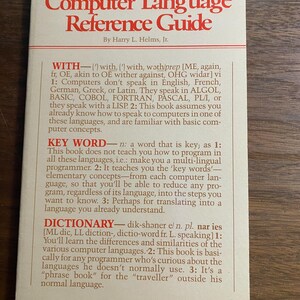 Computer Language
Reference Guide
By Harry L. Helms, Jr.
WITH— (') with, (') with, wəth\prep [ME, again,
fr, OE, akin to OE wither against, OHG widar] vi
1: Computers don't speak in English, French,
German, Greek, or Latin. They speak in ALGOL,
BASIC, COBOL, FORTRAN, PASCAL, PL/I, or
they speak with a LISP. 2: This book assumes you
already know how to speak to computers in one of
these languages, and are familiar with basic com-
puter concepts.
KEY WORD— n: a word that is key; as 1:
This book does not teach you how to program in
all these languages, i.e.: make you a multi-lingual
programmer. 2: It teaches you the 'key words'—
elementary concepts—from each computer lang-
uage, so that you'll be able to reduce any pro-
gram, regardless of its language, into the steps you
want. 3: Perhaps for translating into a
language you already understand.
DICTIONARY— dik-shaner ē\ n. pl. nar ies
[ML dic, LL diction-, dictio-word fr. L. speaking] 1:
You'll learn the differences and similarities of the
various computer languages. 2: This book is basi-
cally for any programmer who's curious about the
languages he doesn't normally use. 3: It's a
"phrase book" for the "traveller" outside his
normal language.